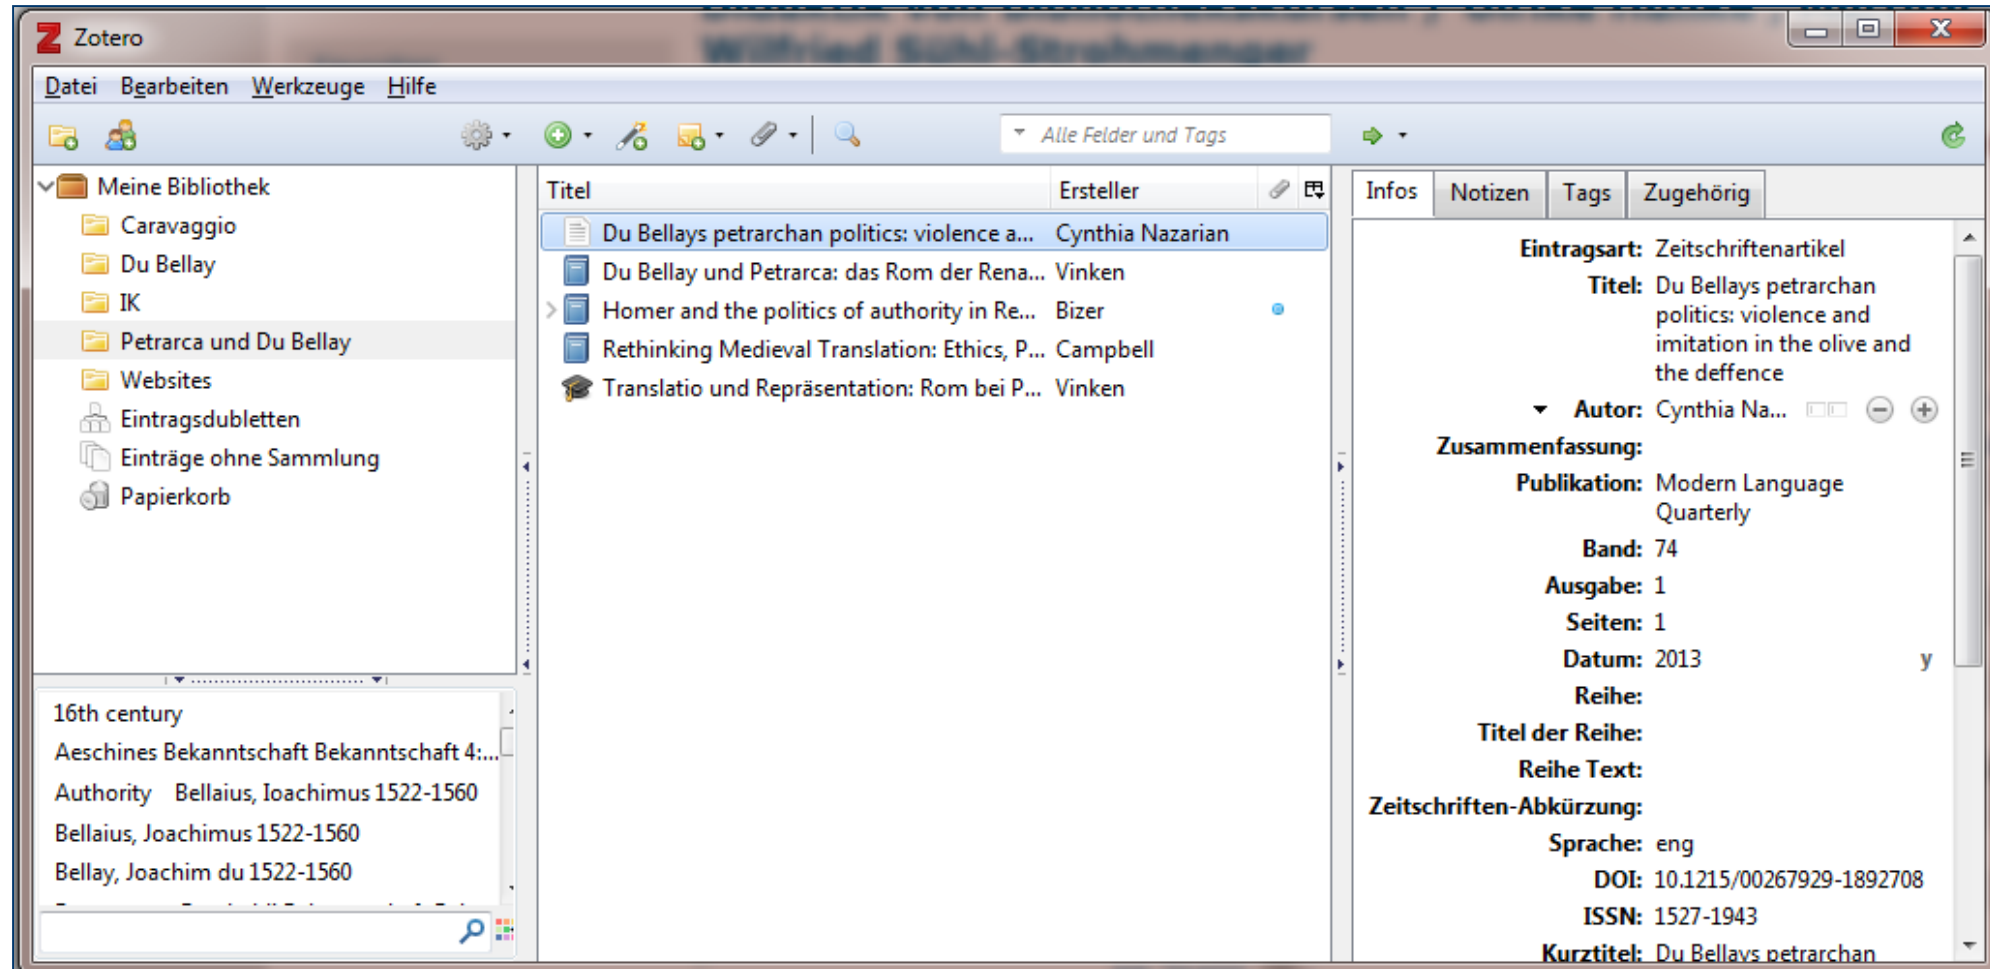 Wilfried Sühl-Strohmenger
Zotero
Datei Bearbeiten Werkzeuge Hilfe
Alle Felder und Tags
Meine Bibliothek
Caravaggio
Du Bellay
IK
Petrarca und Du Bellay
Websites
Eintragsdubletten
Einträge ohne Sammlung
Papierkorb
16th century
Aeschines Bekanntschaft Bekanntschaft 4:...
Authority Bellaius, Ioachimus 1522-1560
Bellaius, Joachimus 1522-1560
Bellay, Joachim du 1522-1560
Titel Ersteller
Du Bellays petrarchan politics: violence a... Cynthia Nazarian
Du Bellay und Petrarca: das Rom der Rena... Vinken
Homer and the politics of authority in Re... Bizer
Rethinking Medieval Translation: Ethics, P... Campbell
Translatio und Repräsentation: Rom bei P... Vinken
Infos Notizen Tags Zugehörig
Eintragsart: Zeitschriftenartikel
Titel: Du Bellays petrarchan
politics: violence and
imitation in the olive and
the deffence
Autor: Cynthia Na...
Zusammenfassung:
Publikation: Modern Language
Quarterly
Band: 74
Ausgabe: 1
Seiten: 1
Datum: 2013 y
Reihe:
Titel der Reihe:
Reihe Text:
Zeitschriften-Abkürzung:
Sprache: eng
DOI: 10.1215/00267929-1892708
ISSN: 1527-1943
Kurztitel: Du Bellays petrarchan